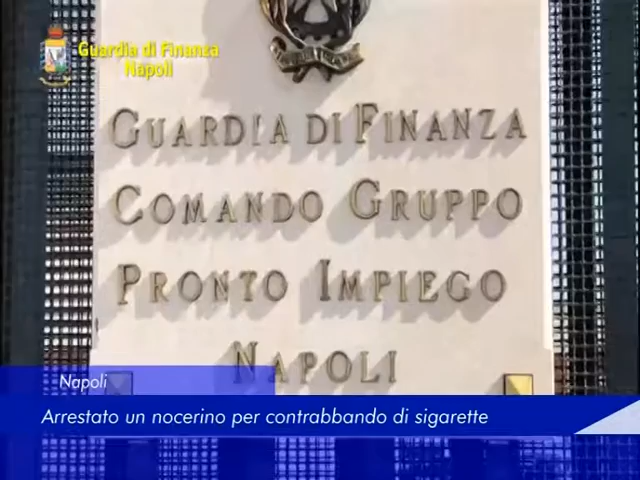 Guardia di Finanza
Napoli
GUARDIA DI FINANZA
COMANDO GRUPPO
PRONTO IMPIEGO
NAPOLI
Napoli
Arrestato un nocerino per contrabbando di sigarette